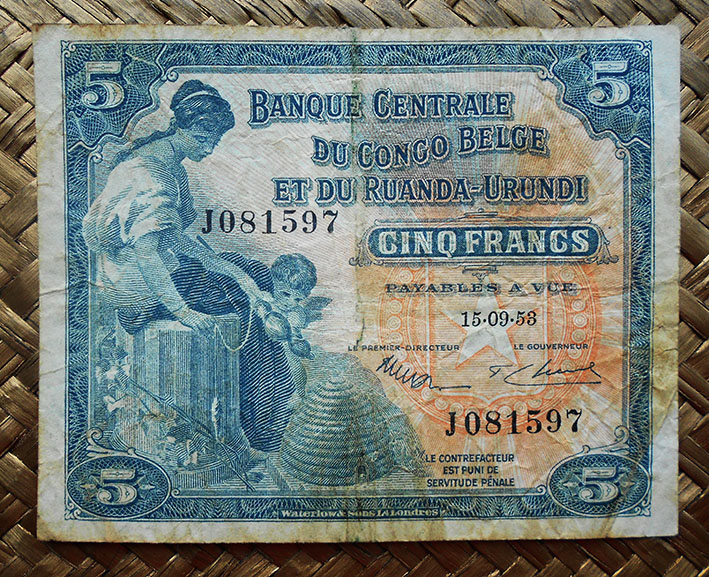 5 5
BANQUE CENTRALE
DU CONGO BELGE
ET DU RUANDA-URUNDI
J081597
CINQ FRANCS
PAYABLES A VUE
15·09·53
LE PREMIER-DIRECTEUR LE GOUVERNEUR
J081597
LE CONTREFACTEUR
EST PUNI DE
SERVITUDE PÉNALE
5 5
Waterlow & Sons Ld Londres